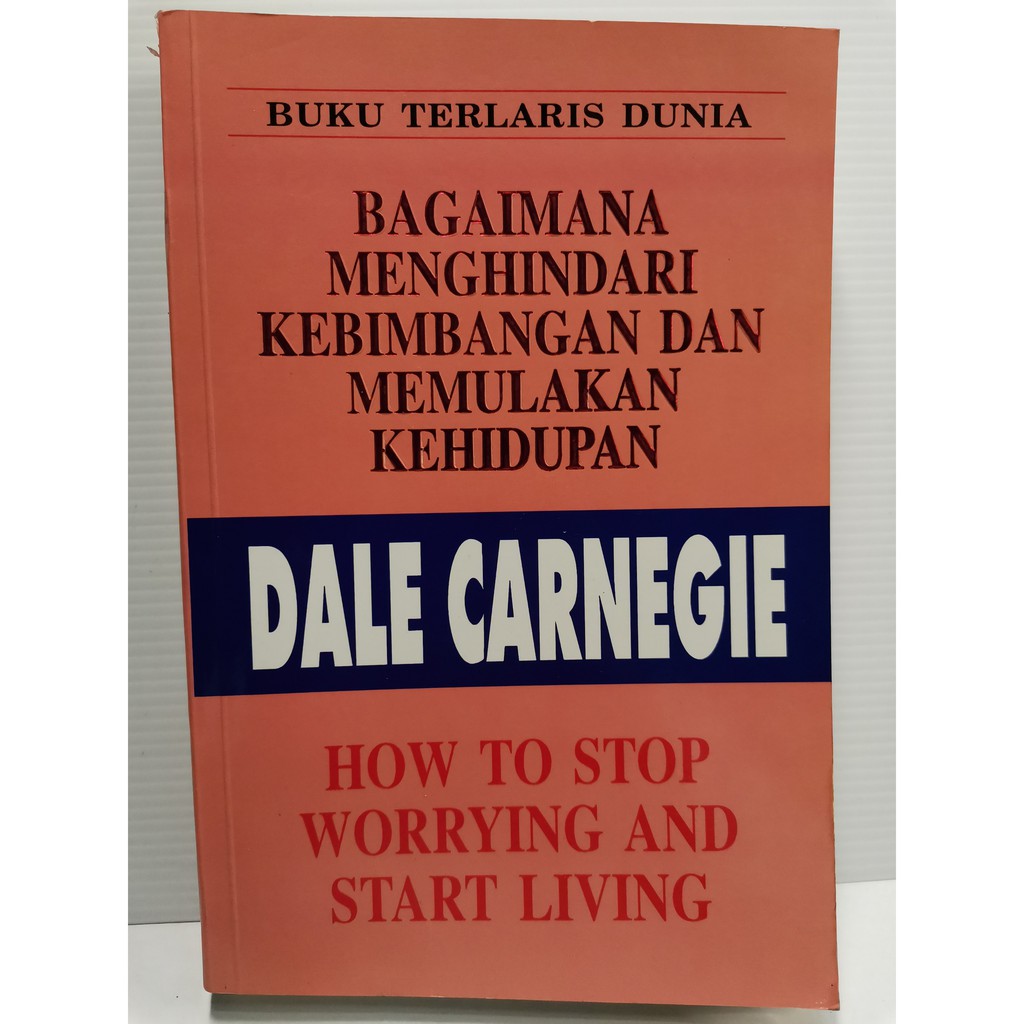 BUKU TERLARIS DUNIA
BAGAIMANA
MENGHINDARI
KEBIMBANGAN DAN
MEMULAKAN
KEHIDUPAN
DALE CARNEGIE
HOW TO STOP
WORRYING AND
START LIVING